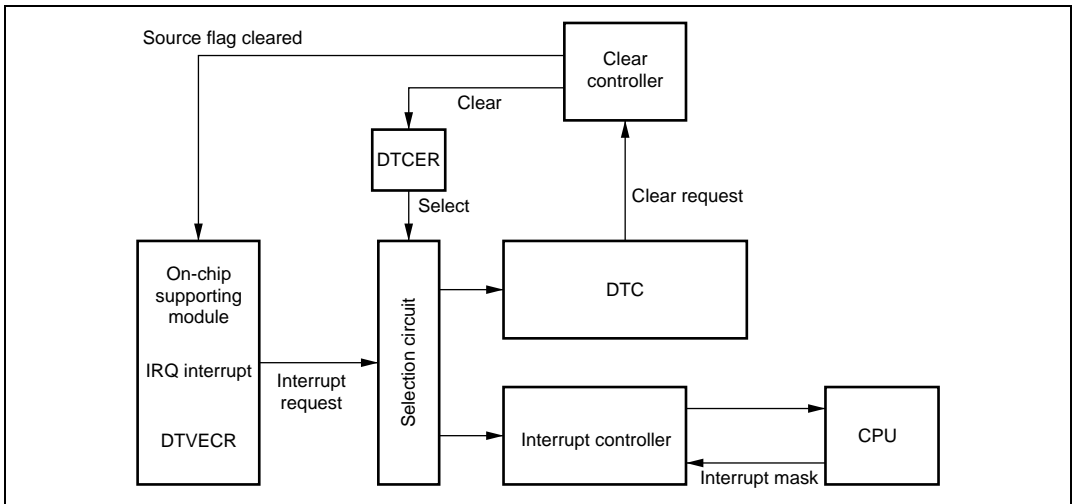 Source flag cleared
Clear
controller
Clear
DTCER
Select
Clear request
On-chip
supporting
module
IRQ interrupt
DTVECR
Interrupt
request
Selection circuit
DTC
Interrupt controller
CPU
Interrupt mask